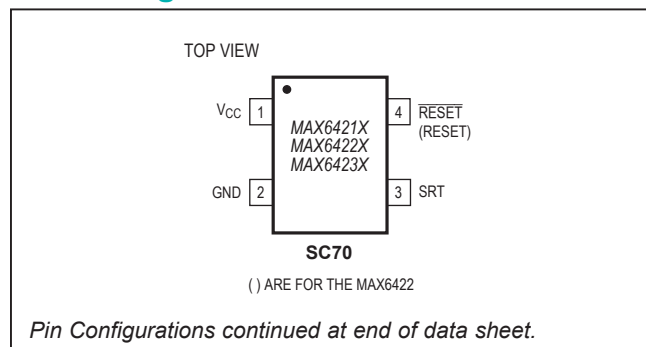 TOP VIEW
VCC 1
4 RESET
(RESET)
MAX6421X
MAX6422X
MAX6423X
GND 2
3 SRT
SC70
( ) ARE FOR THE MAX6422
Pin Configurations continued at end of data sheet.